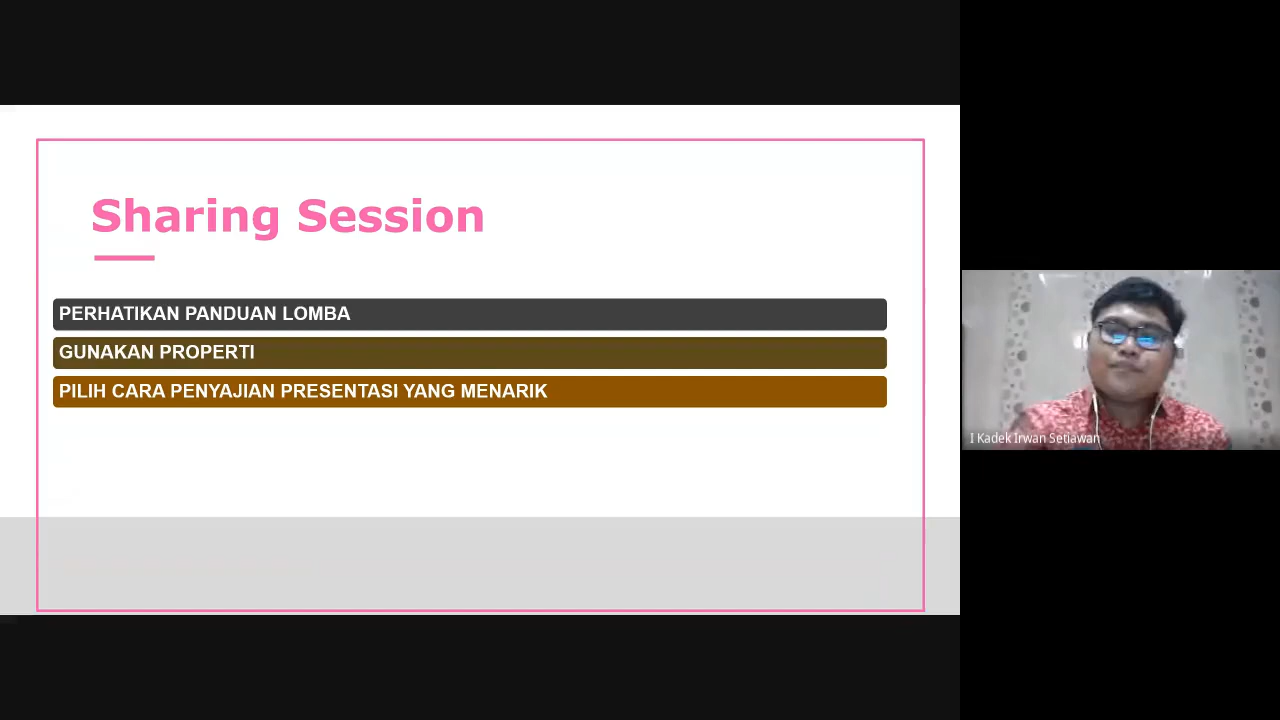 Sharing Session
PERHATIKAN PANDUAN LOMBA
GUNAKAN PROPERTI
PILIH CARA PENYAJIAN PRESENTASI YANG MENARIK
I Kadek Irwan Setiawan